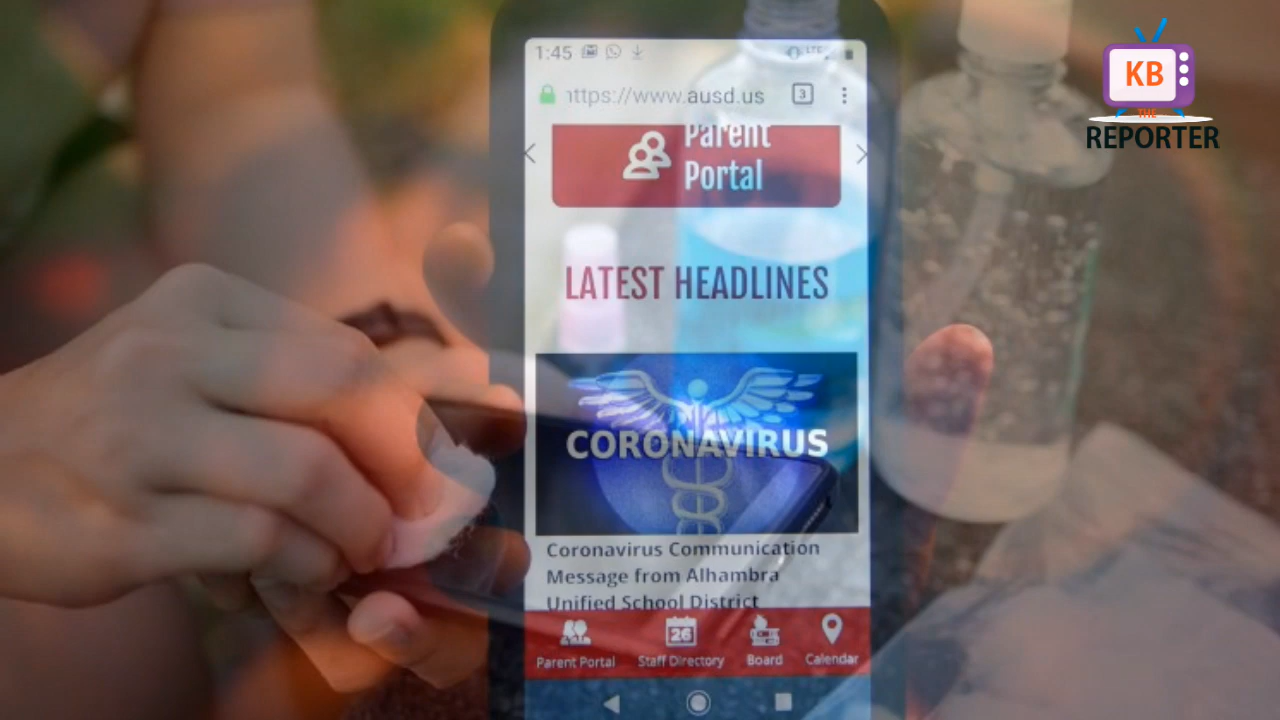 1:45
LTE
https://www.ausd.us
3
Parent
Portal
LATEST HEADLINES
CORONAVIRUS
Coronavirus Communication
Message from Alhambra
Unified School District
26
Parent Portal
Staff Directory
Board
Calendar
KB
THE
REPORTER